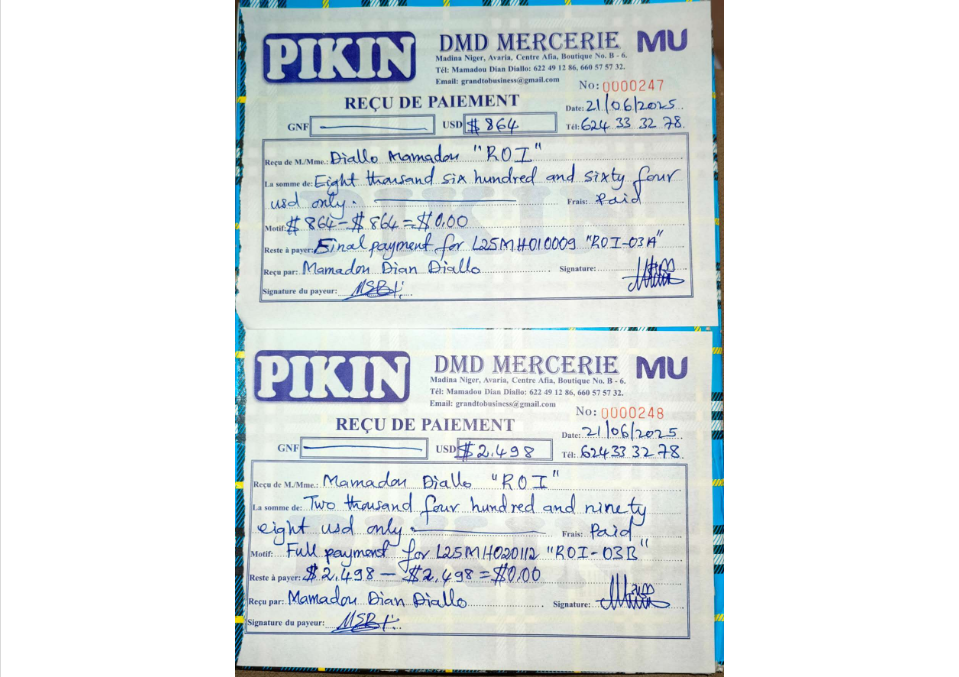 PIKIN DMD MERCERIE MU
Madina Niger, Avaria, Centre Afia, Boutique No. B - 6.
Tél: Mamadou Dian Diallo: 622 49 12 86, 660 57 57 32.
Email: grandtobusiness@gmail.com
No: 0000247
REÇU DE PAIEMENT
Date: 21/06/2025
GNF USD $ 864 Tél: 624 33 32 78
Reçu de M./Mme.: Diallo Mamadou "ROI"
La somme de: Eight thousand six hundred and sixty four
usd only. Frais: Paid
Motif: $ 864 - $ 864 = $0.00
Reste à payer: Final payment for L25MH010009 "ROI-03A"
Reçu par: Mamadou Dian Diallo Signature:
Signature du payeur:
PIKIN DMD MERCERIE MU
Madina Niger, Avaria, Centre Afia, Boutique No. B - 6.
Tél: Mamadou Dian Diallo: 622 49 12 86, 660 57 57 32.
Email: grandtobusiness@gmail.com
No: 0000248
REÇU DE PAIEMENT
Date: 21/06/2025
GNF USD $ 2.498 Tél: 624 33 32 78
Reçu de M./Mme.: Mamadou Diallo "ROI"
La somme de: Two thousand four hundred and ninety
eight usd only. Frais: Paid
Motif: Full payment for L25MH020112 "ROI-03B"
Reste à payer: $ 2.498 - $ 2.498 = $0.00
Reçu par: Mamadou Dian Diallo Signature:
Signature du payeur: